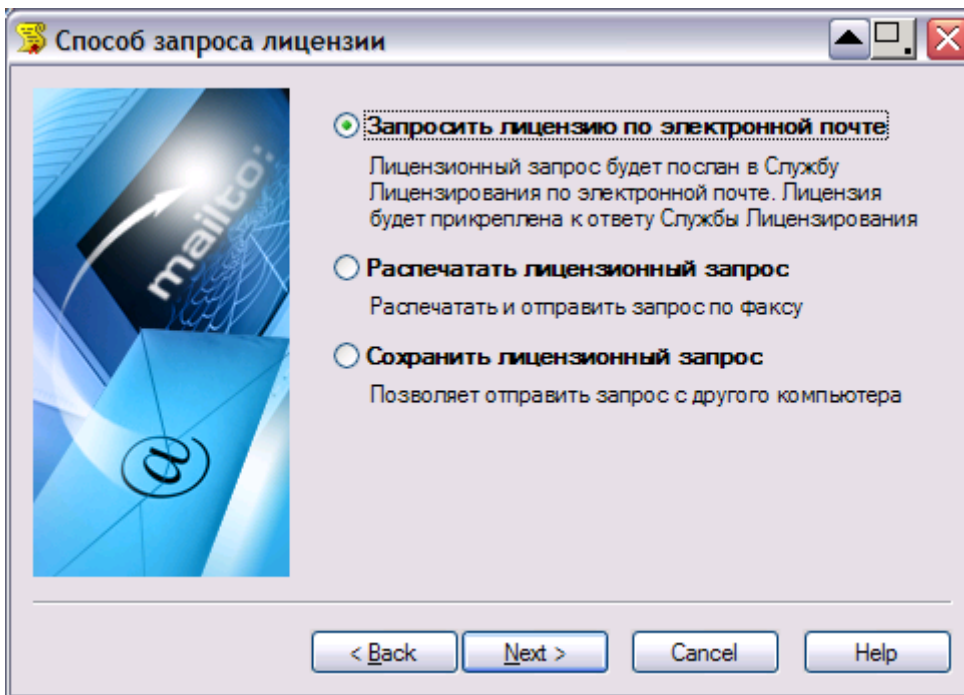 Способ запроса лицензии
mailto:
@
Запросить лицензию по электронной почте
Лицензионный запрос будет послан в Службу
Лицензирования по электронной почте. Лицензия
будет прикреплена к ответу Службы Лицензирования
Распечатать лицензионный запрос
Распечатать и отправить запрос по факсу
Сохранить лицензионный запрос
Позволяет отправить запрос с другого компьютера
< Back Next > Cancel Help